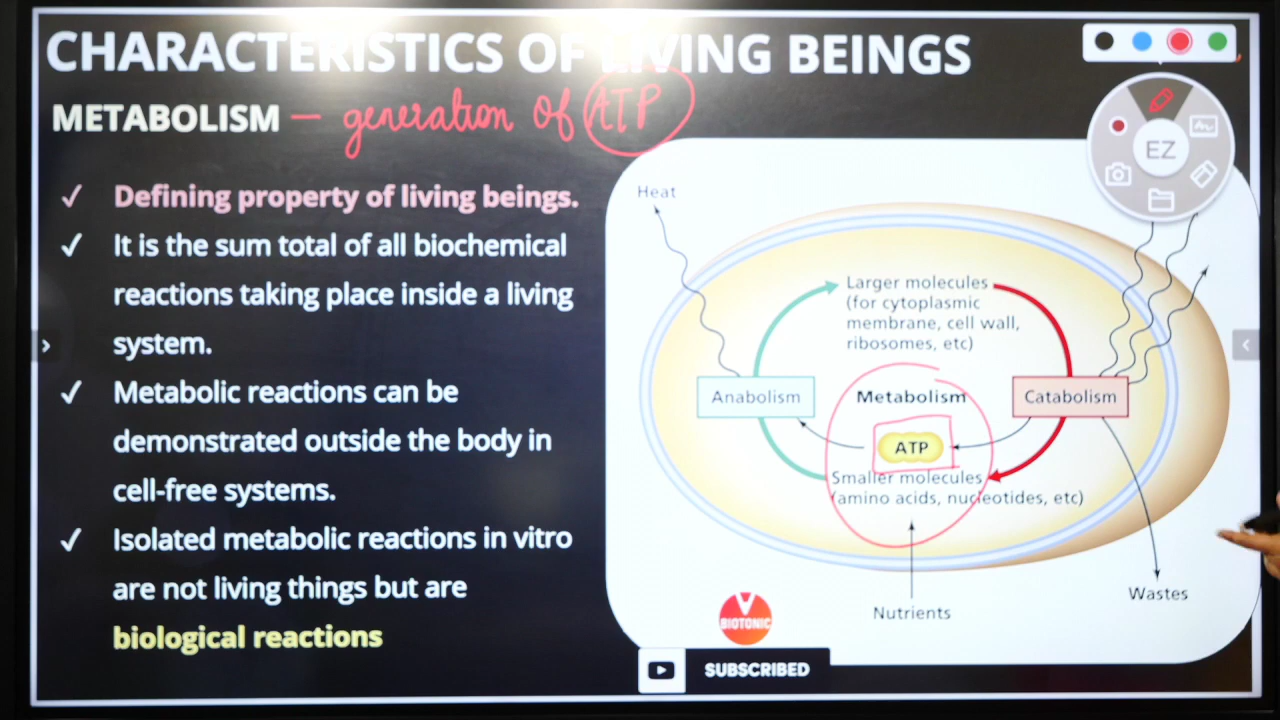 CHARACTERISTICS OF LIVING BEINGS
METABOLISM — generation of ATP
✓ Defining property of living beings.
✓ It is the sum total of all biochemical
reactions taking place inside a living
system.
✓ Metabolic reactions can be
demonstrated outside the body in
cell-free systems.
✓ Isolated metabolic reactions in vitro
are not living things but are
biological reactions
EZ
Heat
Larger molecules
(for cytoplasmic
membrane, cell wall,
ribosomes, etc)
Anabolism
Metabolism
Catabolism
ATP
Smaller molecules
(amino acids, nucleotides, etc)
Nutrients
Wastes
V
BIOTONIC
SUBSCRIBED